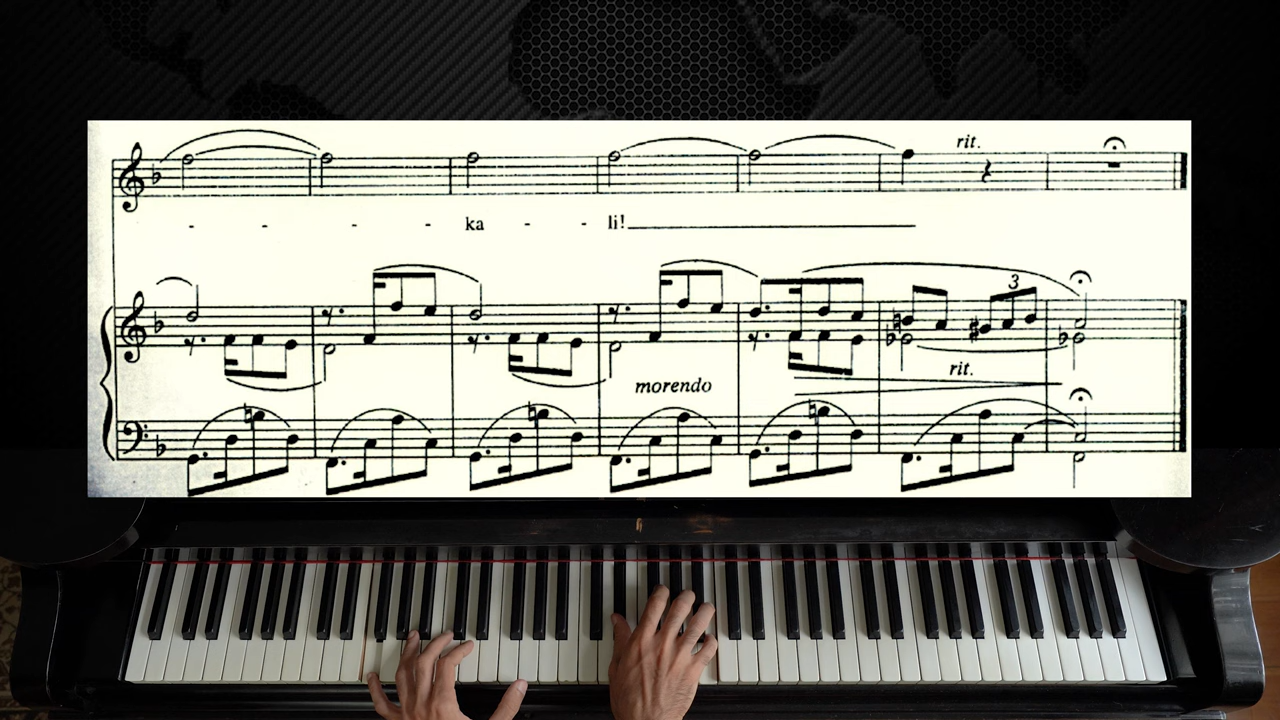 rit.
- - - - ka - - li!
3
morendo
rit.